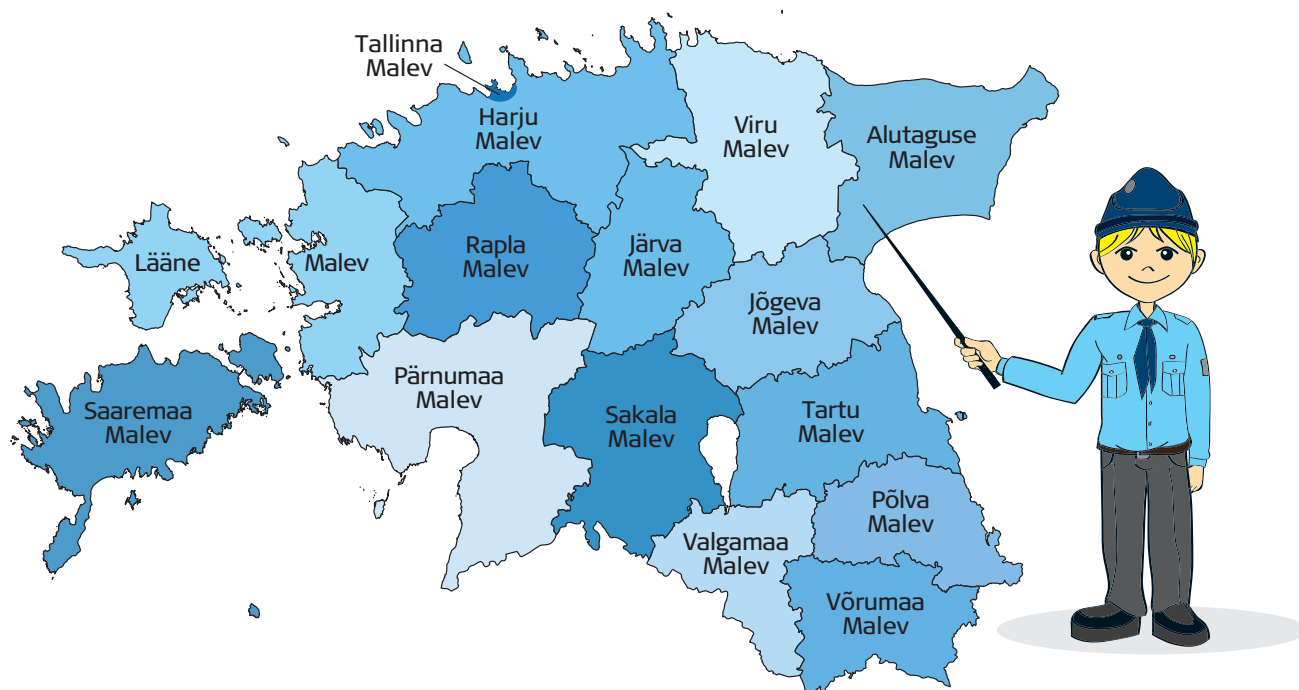 Tallinna
Malev
Harju
Malev
Viru
Malev
Alutaguse
Malev
Lääne Malev
Rapla
Malev
Järva
Malev
Jõgeva
Malev
Pärnumaa
Malev
Saaremaa
Malev
Sakala
Malev
Tartu
Malev
Põlva
Malev
Valgamaa
Malev
Võrumaa
Malev